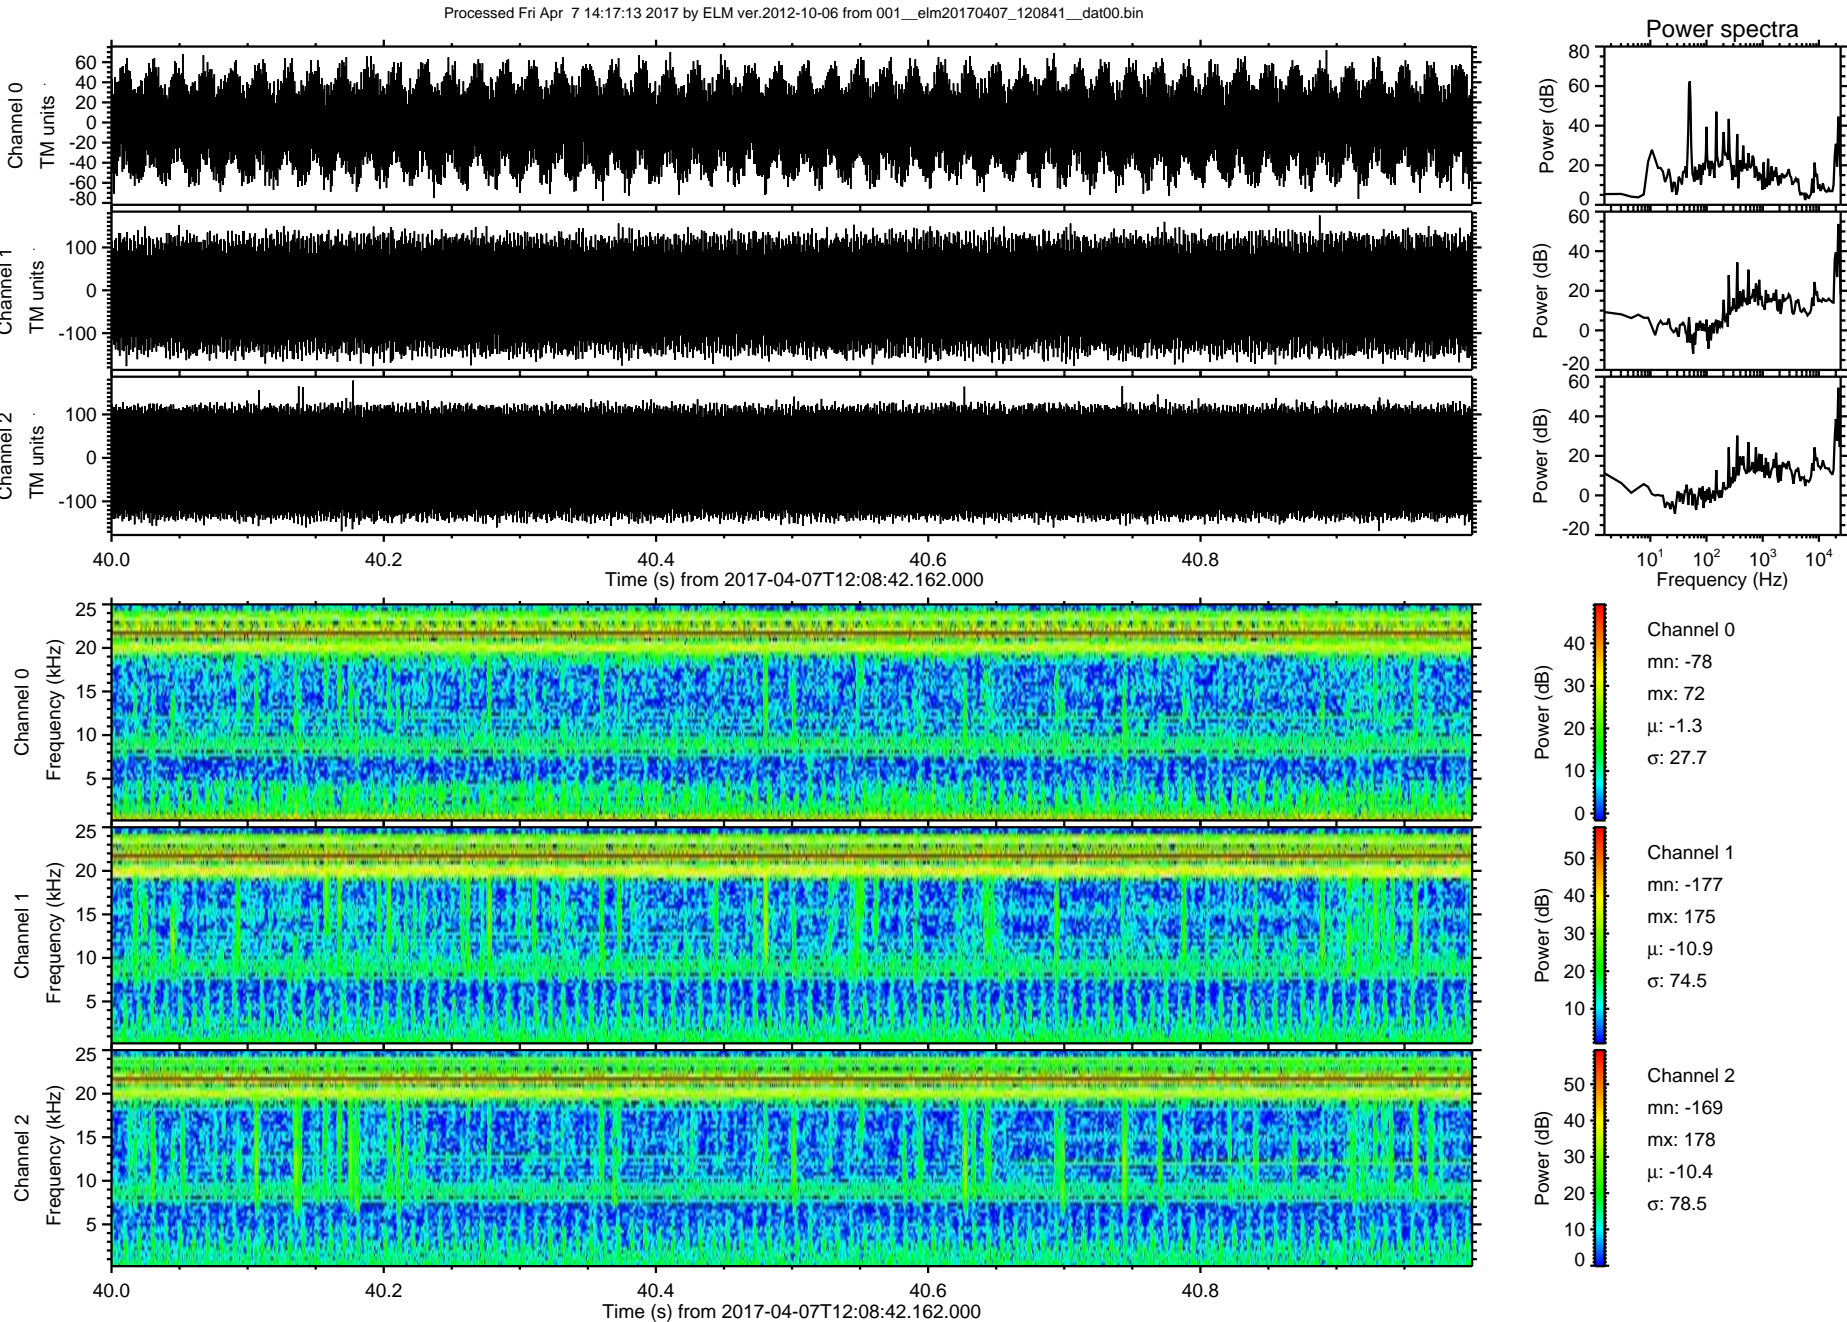 Processed Fri Apr  7 14:17:13 2017 by ELM ver.2012-10-06 from 001__elm20170407_120841__dat00.bin
Power spectra
Channel 0
TM units
60
40
20
0
-20
-40
-60
-80
Power (dB)
80
60
40
20
0
Channel 1
TM units
100
0
-100
Power (dB)
60
40
20
0
-20
Channel 2
TM units
100
0
-100
Power (dB)
60
40
20
0
-20
40.0 40.2 40.4 40.6 40.8
Time (s) from 2017-04-07T12:08:42.162.000
10^1 10^2 10^3 10^4
Frequency (Hz)
Channel 0
Frequency (kHz)
25
20
15
10
5
Power (dB)
40
30
20
10
0
Channel 0
mn: -78
mx: 72
μ: -1.3
σ: 27.7
Channel 1
Frequency (kHz)
25
20
15
10
5
Power (dB)
50
40
30
20
10
Channel 1
mn: -177
mx: 175
μ: -10.9
σ: 74.5
Channel 2
Frequency (kHz)
25
20
15
10
5
Power (dB)
50
40
30
20
10
0
Channel 2
mn: -169
mx: 178
μ: -10.4
σ: 78.5
40.0 40.2 40.4 40.6 40.8
Time (s) from 2017-04-07T12:08:42.162.000